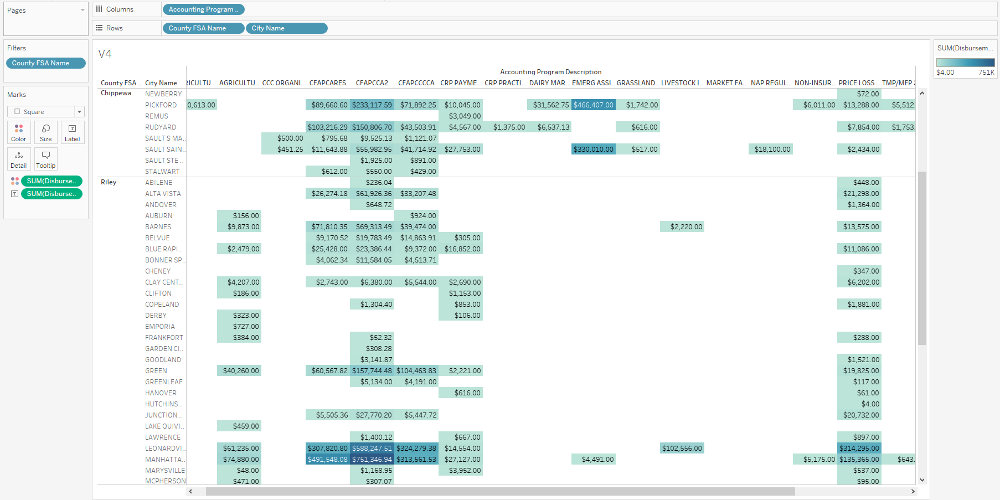 Pages
Columns
Accounting Program ..
Rows
County FSA Name
City Name
Filters
County FSA Name
Marks
Square
Color
Size
Label
Detail
Tooltip
SUM(Disburse..
SUM(Disburse..
V4
Accounting Program Description
County FSA .. City Name RICULTU.. AGRICULTU.. CCC ORGANI.. CFAPCARES CFAPCCA2 CFAPCCCCA CRP PAYME.. CRP PRACTI.. DAIRY MAR.. EMERG ASSI.. GRASSLAND.. LIVESTOCK I.. MARKET FA.. NAP REGUL.. NON-INSUR.. PRICE LOSS .. TMP/MFP 2
Chippewa NEWBERRY $72.00
PICKFORD 0,613.00 $89,660.60 $233,117.59 $71,892.25 $10,045.00 $31,562.75 $466,407.00 $1,742.00 $6,011.00 $13,288.00 $5,512.
REMUS $3,049.00
RUDYARD $103,216.29 $150,806.70 $43,503.91 $4,567.00 $1,375.00 $6,537.13 $616.00 $7,854.00 $1,753.
SAULT S MA.. $500.00 $795.68 $9,525.13 $1,121.07
SAULT SAIN.. $451.25 $11,643.88 $55,982.95 $41,714.92 $27,753.00 $330,010.00 $517.00 $18,100.00 $2,434.00
SAULT STE .. $1,925.00 $891.00
STALWART $612.00 $550.00 $429.00
Riley ABILENE $236.04 $448.00
ALTA VISTA $26,274.18 $61,926.36 $33,207.48 $21,298.00
ANDOVER $648.72 $1,364.00
AUBURN $156.00 $924.00
BARNES $9,873.00 $71,810.35 $69,313.49 $39,474.00 $2,220.00 $13,575.00
BELVUE $9,170.52 $19,783.49 $14,863.91 $305.00
BLUE RAPI.. $2,479.00 $25,428.00 $23,386.44 $9,372.00 $16,852.00 $11,086.00
BONNER SP.. $4,062.34 $11,584.05 $4,513.71
CHENEY $347.00
CLAY CENT.. $4,207.00 $2,743.00 $6,380.00 $5,544.00 $2,690.00 $6,202.00
CLIFTON $186.00 $1,153.00
COPELAND $1,304.40 $853.00 $1,881.00
DERBY $323.00 $106.00
EMPORIA $727.00
FRANKFORT $384.00 $52.32 $288.00
GARDEN CI.. $308.28
GOODLAND $3,141.87 $1,521.00
GREEN $40,260.00 $60,567.82 $157,744.48 $104,463.83 $2,221.00 $19,825.00
GREENLEAF $5,134.00 $4,191.00 $117.00
HANOVER $616.00 $61.00
HUTCHINS.. $4.00
JUNCTION .. $5,505.36 $27,770.20 $5,447.72 $20,732.00
LAKE QUIVI.. $459.00
LAWRENCE $1,400.12 $667.00 $897.00
LEONARDVI.. $61,235.00 $307,820.80 $588,247.51 $324,279.38 $14,554.00 $102,556.00 $314,295.00
MANHATTA.. $74,880.00 $491,548.08 $751,346.94 $313,561.53 $27,127.00 $4,491.00 $5,175.00 $135,365.00 $643.
MARYSVILLE $48.00 $1,168.95 $3,952.00 $537.00
MCPHERSON $471.00 $307.07 $95.00
SUM(Disbursem...
$4.00 751K